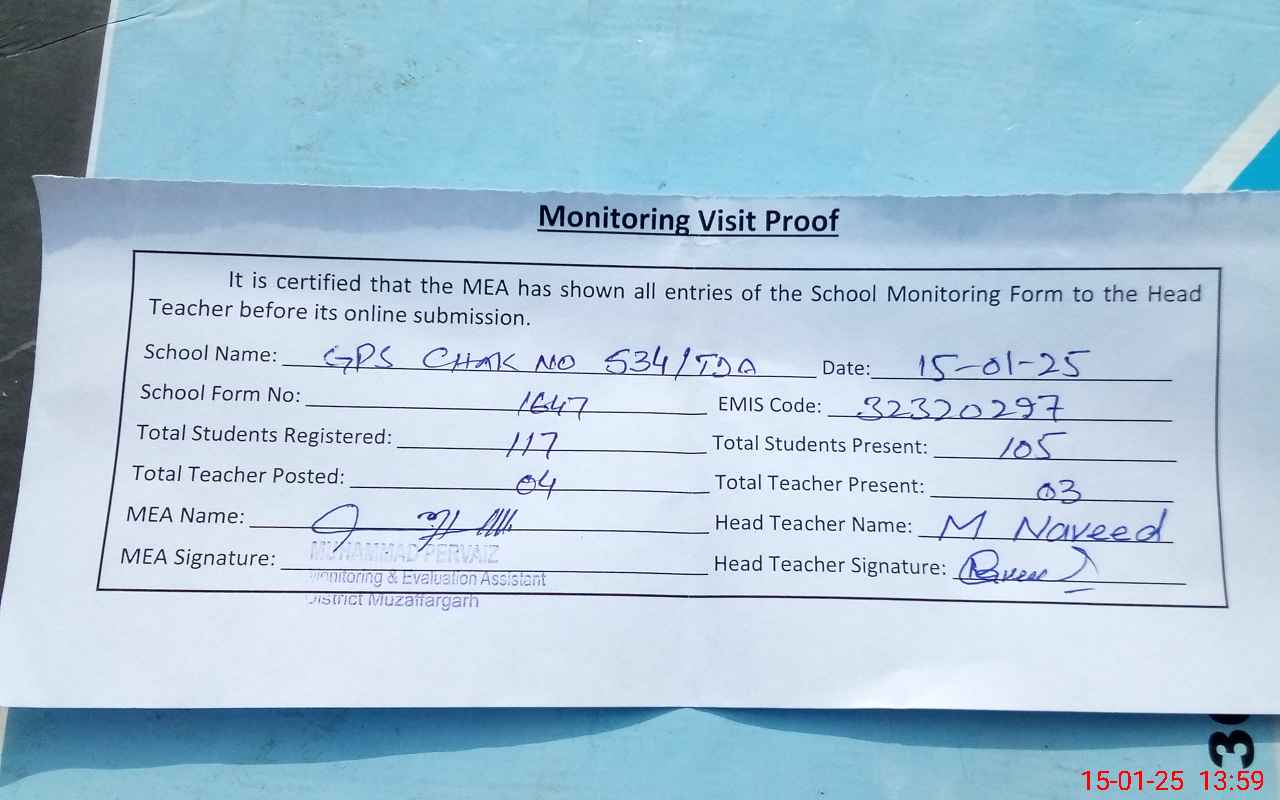 Monitoring Visit Proof
It is certified that the MEA has shown all entries of the School Monitoring Form to the Head
Teacher before its online submission.
School Name: GPS CHAK NO 534/TDA Date: 15-01-25
School Form No: 1647 EMIS Code: 32320297
Total Students Registered: 117 Total Students Present: 105
Total Teacher Posted: 04 Total Teacher Present: 03
MEA Name: Head Teacher Name: M Naveed
MUHAMMAD PERVAIZ
MEA Signature: Head Teacher Signature:
Monitoring & Evaluation Assistant
District Muzaffargarh
15-01-25 13:59